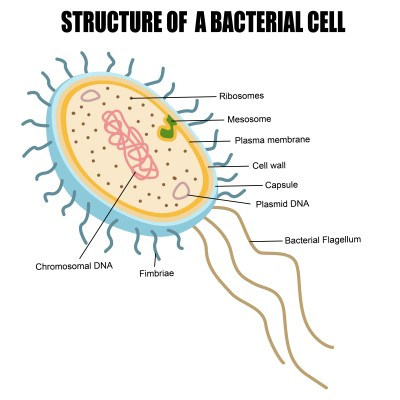 STRUCTURE OF A BACTERIAL CELL
Ribosomes
Mesosome
Plasma membrane
Cell wall
Capsule
Plasmid DNA
Bacterial Flagellum
Chromosomal DNA
Fimbriae